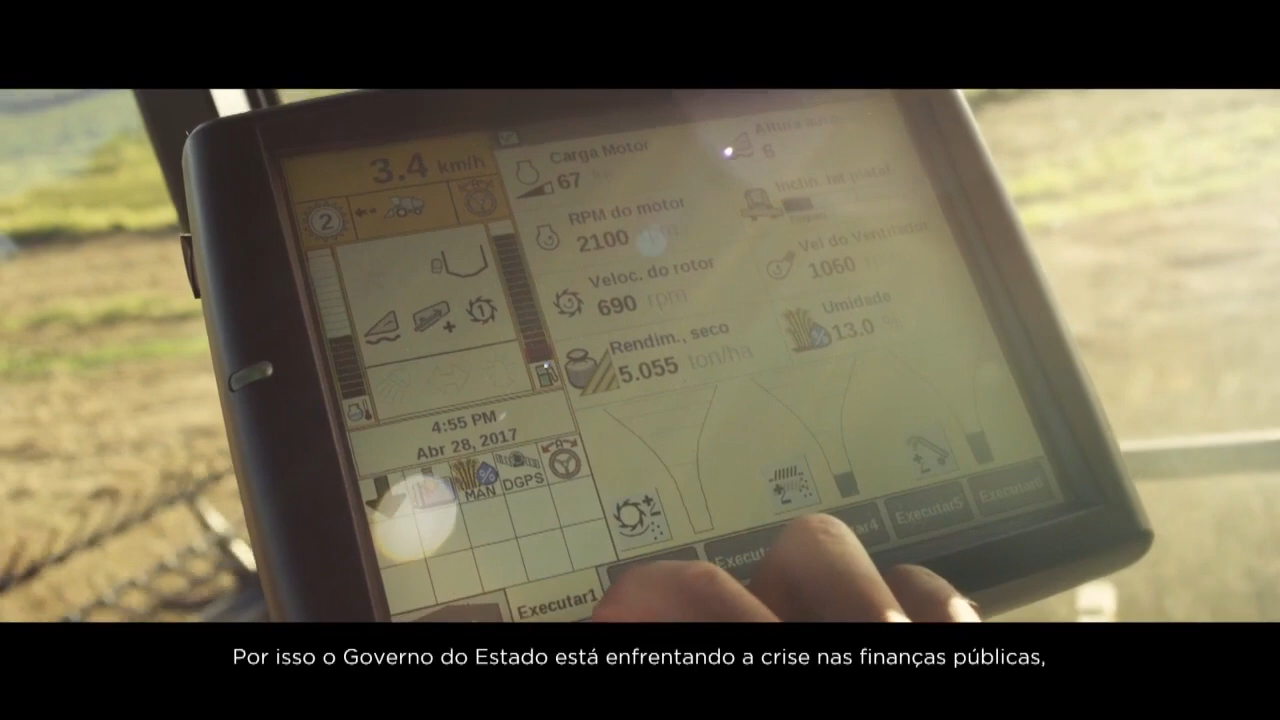 3.4 km/h
2
1
4:55 PM
Abr 28, 2017
MAN
DGPS
Carga Motor
67
RPM do motor
2100
Veloc. do rotor
690 rpm
Rendim., seco
5.055 ton/ha
Vel do Ventilador
1060
Umidade
13.0
Executar1
Executar5
Por isso o Governo do Estado está enfrentando a crise nas finanças públicas,